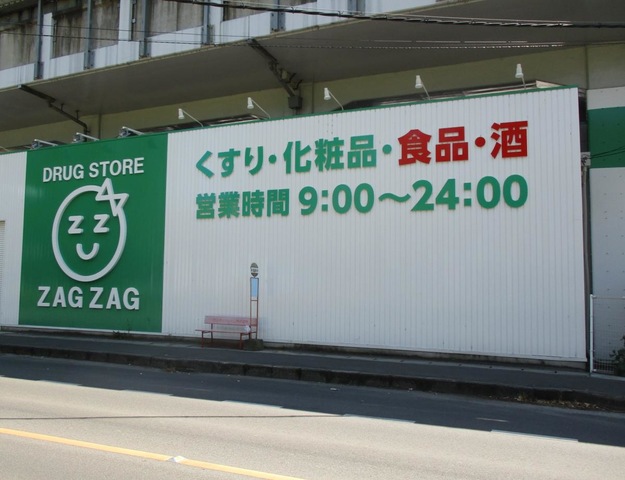 DRUG STORE
zz
ZAG ZAG
くすり・化粧品・食品・酒
営業時間 9:00～24:00